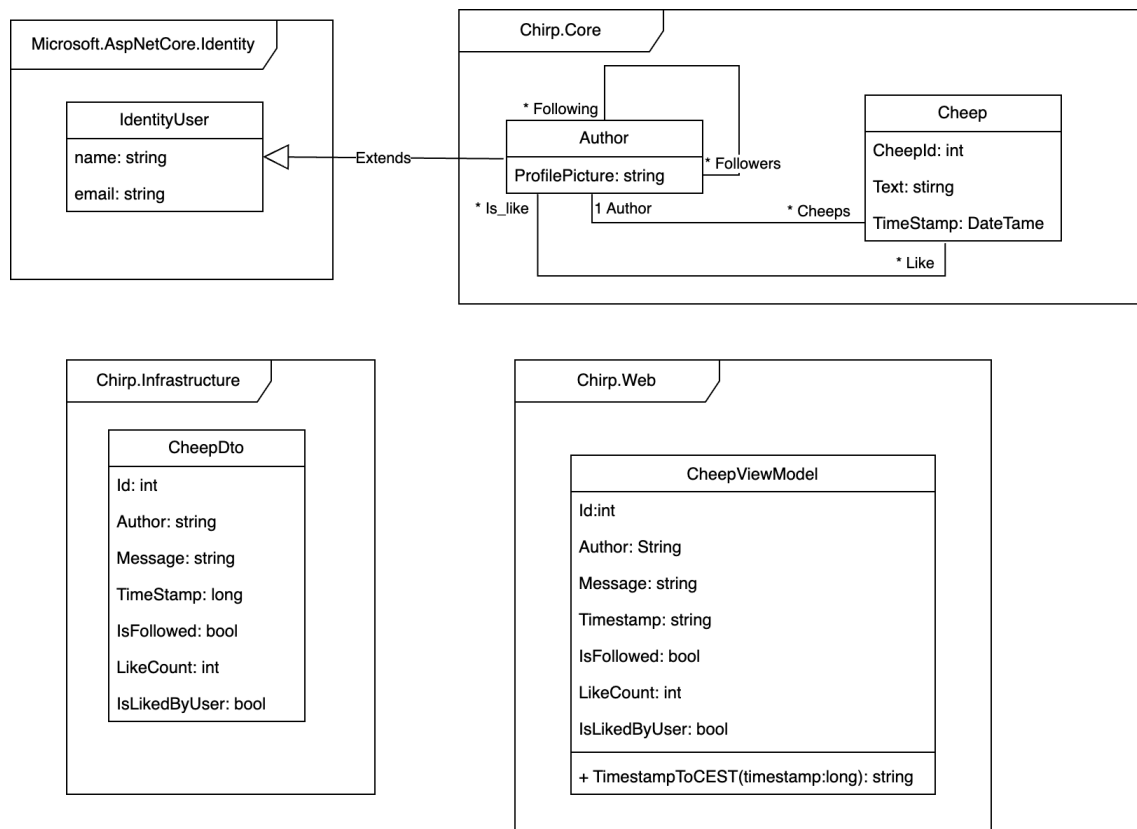 Microsoft.AspNetCore.Identity
IdentityUser
name: string
email: string
Extends
Chirp.Core
* Following
Author
ProfilePicture: string
* Followers
* Is_like
1 Author
* Cheeps
* Like
Cheep
CheepId: int
Text: stirng
TimeStamp: DateTame
Chirp.Infrastructure
CheepDto
Id: int
Author: string
Message: string
TimeStamp: long
IsFollowed: bool
LikeCount: int
IsLikedByUser: bool
Chirp.Web
CheepViewModel
Id:int
Author: String
Message: string
Timestamp: string
IsFollowed: bool
LikeCount: int
IsLikedByUser: bool
+ TimestampToCEST(timestamp:long): string